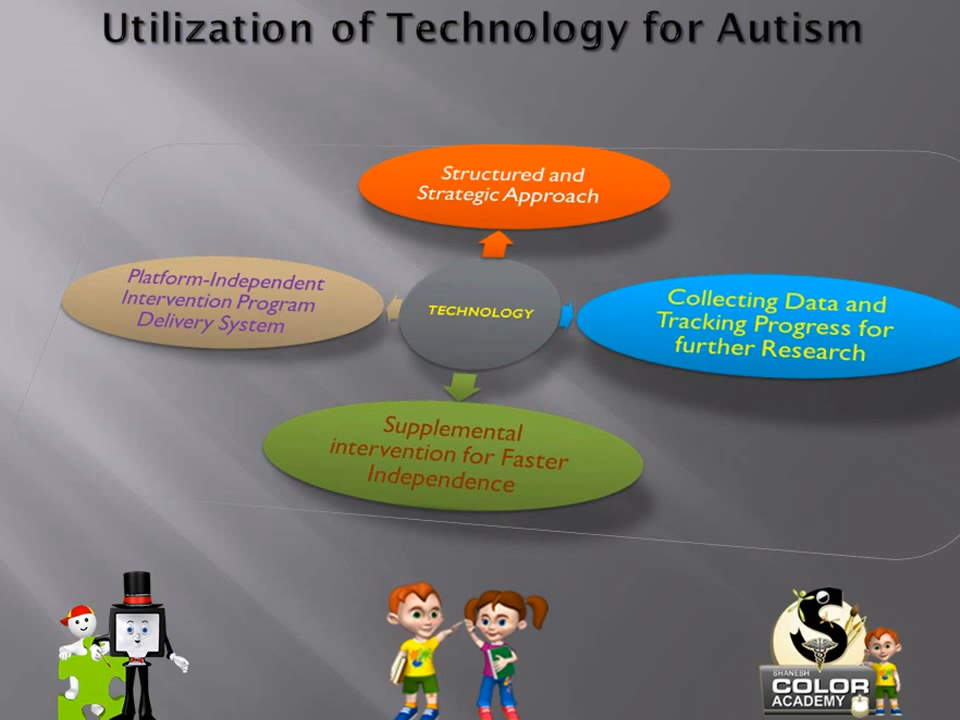 Utilization of Technology for Autism
Structured and
Strategic Approach
Platform-Independent
Intervention Program
Delivery System
TECHNOLOGY
Collecting Data and
Tracking Progress for
further Research
Supplemental
intervention for Faster
Independence
SHANESH
COLOR
ACADEMY